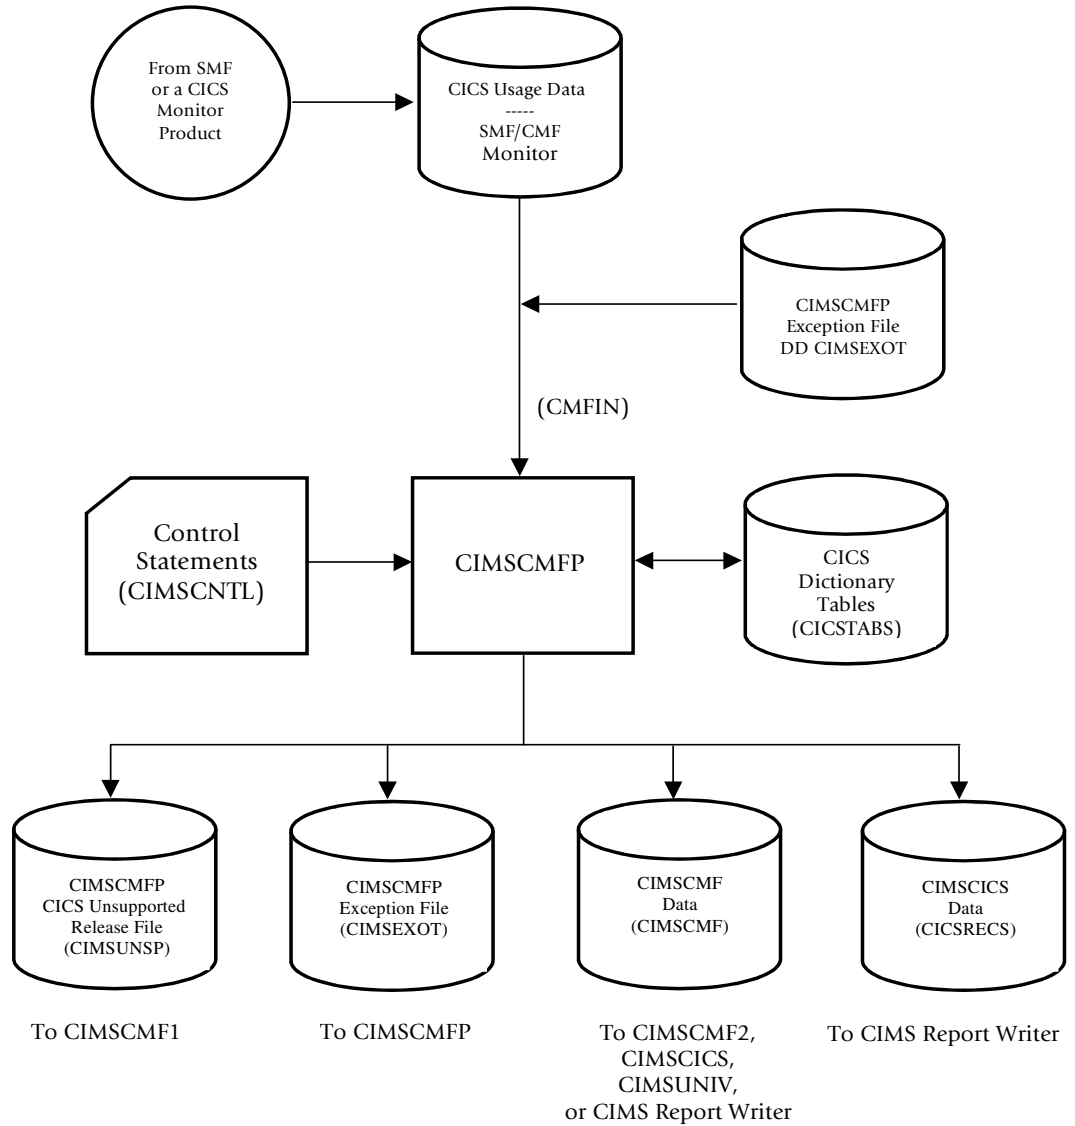 From SMF
or a CICS
Monitor
Product
CICS Usage Data
-----
SMF/CMF
Monitor
CIMSCMFP
Exception File
DD CIMSEXOT
(CMFIN)
Control
Statements
(CIMSCNTL)
CIMSCMFP
CICS
Dictionary
Tables
(CICSTABS)
CIMSCMFP
CICS Unsupported
Release File
(CIMSUNSP)
CIMSCMFP
Exception File
(CIMSEXOT)
CIMSCMF
Data
(CIMSCMF)
CIMSCICS
Data
(CICSRECS)
To CIMSCMF1
To CIMSCMFP
To CIMSCMF2,
CIMSCICS,
CIMSUNIV,
or CIMS Report Writer
To CIMS Report Writer